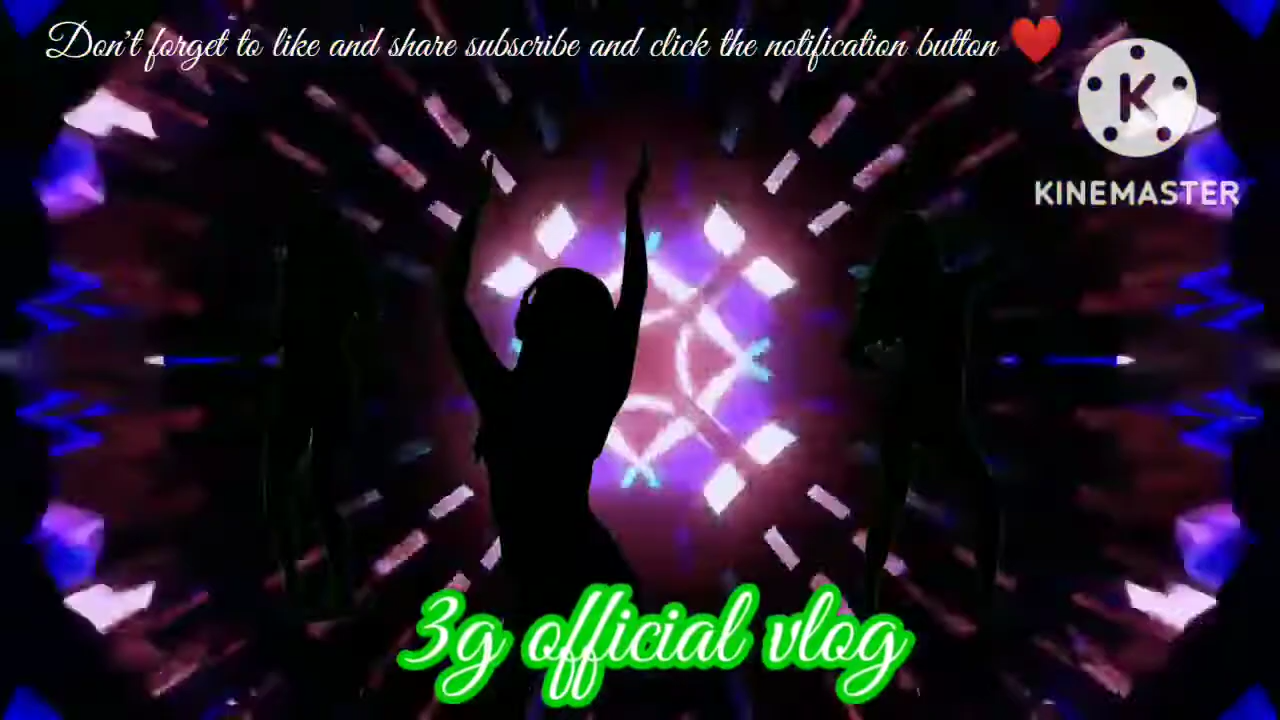 Don't forget to like and share subscribe and click the notification button ❤️
K
KINEMASTER
3g official vlog